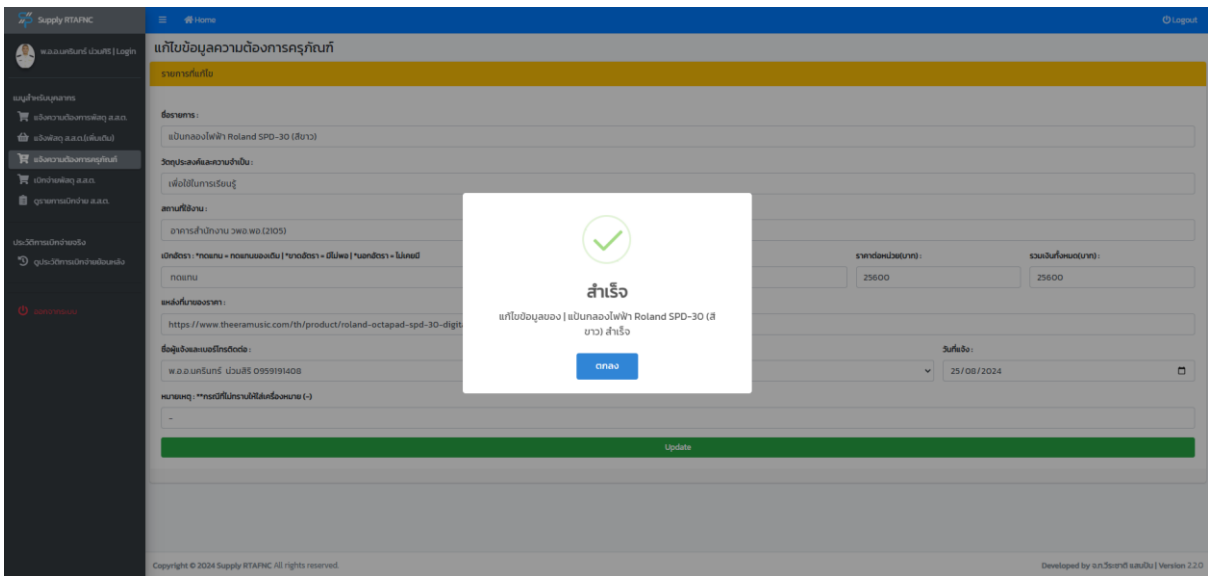 Supply RTAFNC
Home
Logout
พ.อ.อ.นครินทร์ น่วมศิริ | Login
แก้ไขข้อมูลความต้องการครุภัณฑ์
รายการที่แก้ไข
เมนูสำหรับบุคลากร
แจ้งความต้องการพัสดุ ส.ส.ด.
แจ้งพัสดุ ส.ส.ด.(เพิ่มเติม)
แจ้งความต้องการครุภัณฑ์
เบิกจ่ายพัสดุ ส.ส.ด.
ดูรายการเบิกจ่าย ส.ส.ด.
ประวัติการเบิกจ่ายจริง
ดูประวัติการเบิกจ่ายย้อนหลัง
ออกจากระบบ
ชื่อรายการ :
แป้นกลองไฟฟ้า Roland SPD-30 (สีขาว)
วัตถุประสงค์และความจำเป็น :
เพื่อใช้ในการเรียนรู้
สถานที่ใช้งาน :
อาคารสำนักงาน วพอ.พอ.(2105)
เบิกอัตรา : *ทดแทน = ทดแทนของเดิม | *ขาดอัตรา = มีไม่พอ | *นอกอัตรา = ไม่เคยมี
ราคาต่อหน่วย(บาท) :
รวมเงินทั้งหมด(บาท) :
ทดแทน
25600
25600
แหล่งที่มาของราคา :
https://www.theeramusic.com/th/product/roland-octapad-spd-30-digit
ชื่อผู้แจ้งและเบอร์โทรติดต่อ :
วันที่แจ้ง :
พ.อ.อ.นครินทร์ น่วมศิริ 0959191408
25/08/2024
หมายเหตุ : **กรณีที่ไม่ทราบให้ใส่เครื่องหมาย (-)
-
Update
สำเร็จ
แก้ไขข้อมูลของ | แป้นกลองไฟฟ้า Roland SPD-30 (สี
ขาว) สำเร็จ
ตกลง
Copyright © 2024 Supply RTAFNC All rights reserved.
Version 2.2.0